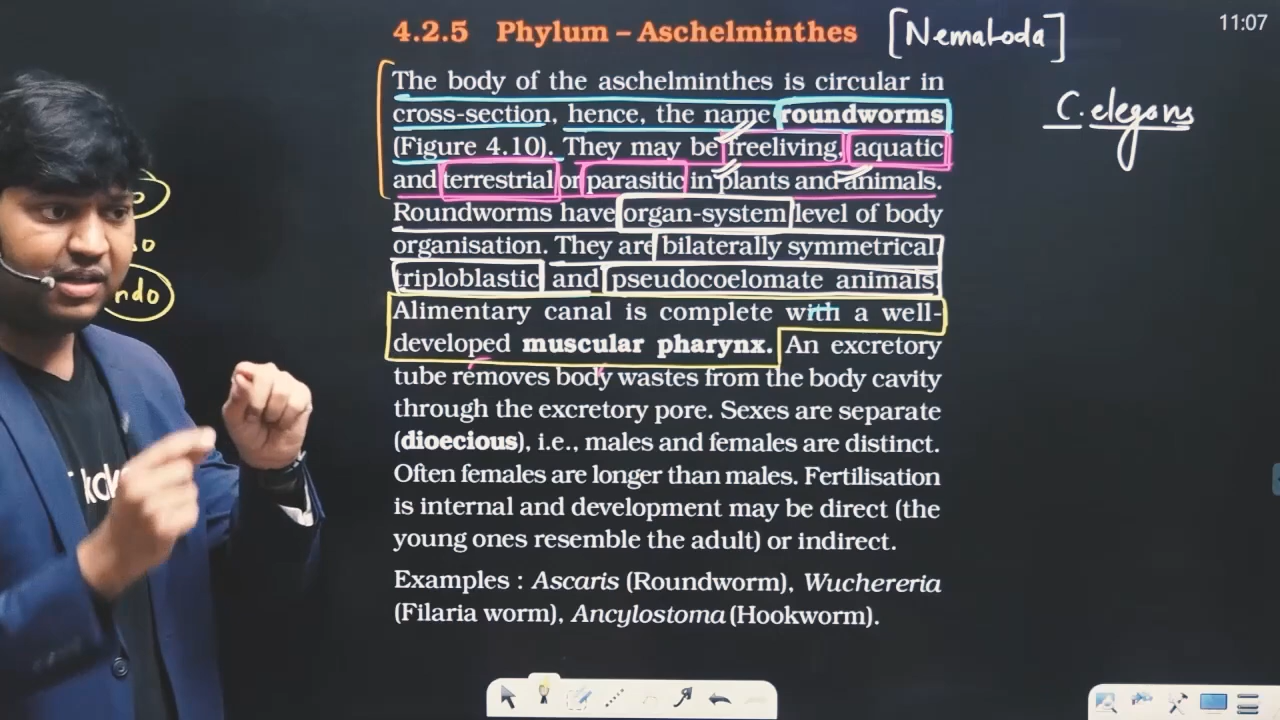 4.2.5 Phylum – Aschelminthes [Nematoda]
11:07
C. elegans
The body of the aschelminthes is circular in
cross-section, hence, the name roundworms
(Figure 4.10). They may be freeliving, aquatic
and terrestrial or parasitic in plants and animals.
Roundworms have organ-system level of body
organisation. They are bilaterally symmetrical,
triploblastic and pseudocoelomate animals.
Alimentary canal is complete with a well-
developed muscular pharynx. An excretory
tube removes body wastes from the body cavity
through the excretory pore. Sexes are separate
(dioecious), i.e., males and females are distinct.
Often females are longer than males. Fertilisation
is internal and development may be direct (the
young ones resemble the adult) or indirect.
Examples : Ascaris (Roundworm), Wuchereria
(Filaria worm), Ancylostoma (Hookworm).
ndo